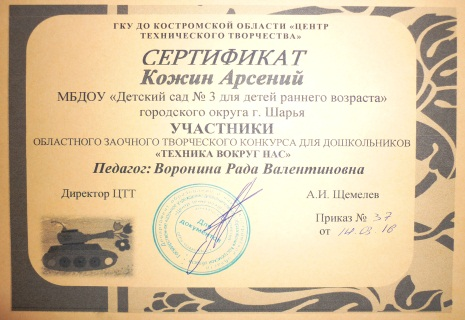 ГКУ ДО КОСТРОМСКОЙ ОБЛАСТИ «ЦЕНТР
ТЕХНИЧЕСКОГО ТВОРЧЕСТВА»
СЕРТИФИКАТ
Кожин Арсений
МБДОУ «Детский сад № 3 для детей раннего возраста»
городского округа г. Шарья
УЧАСТНИКИ
ОБЛАСТНОГО ЗАОЧНОГО ТВОРЧЕСКОГО КОНКУРСА ДЛЯ ДОШКОЛЬНИКОВ
«ТЕХНИКА ВОКРУГ НАС»
Педагог: Воронина Рада Валентиновна
Директор ЦТТ А.И. Щемелев
Для
документов
Приказ № 37
от 14.03.18